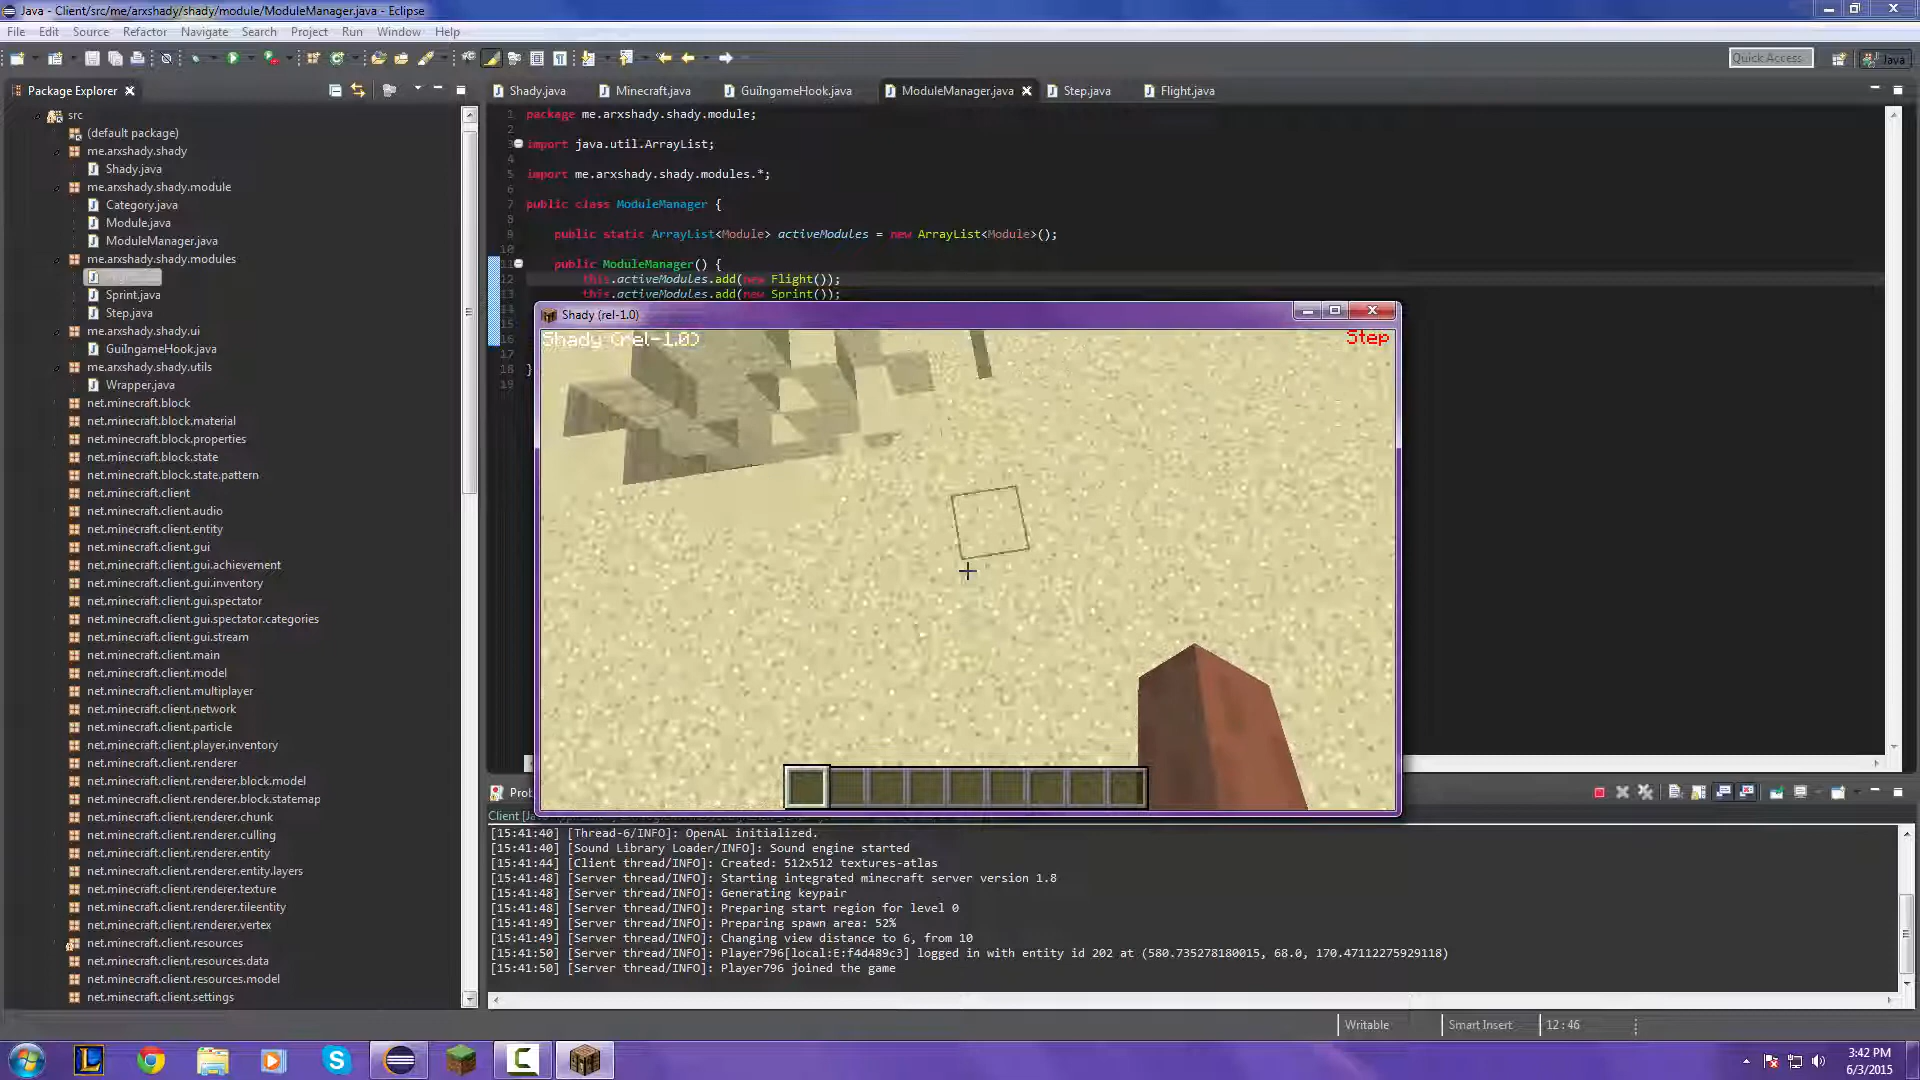 Java - Client/src/me/arxshady/shady/module/ModuleManager.java - Eclipse
File Edit Source Refactor Navigate Search Project Run Window Help
Quick Access
Java
Package Explorer
src
(default package)
me.arxshady.shady
Shady.java
me.arxshady.shady.module
Category.java
Module.java
ModuleManager.java
me.arxshady.shady.modules
Sprint.java
Step.java
me.arxshady.shady.ui
GuiIngameHook.java
me.arxshady.shady.utils
Wrapper.java
net.minecraft.block
net.minecraft.block.material
net.minecraft.block.properties
net.minecraft.block.state
net.minecraft.block.state.pattern
net.minecraft.client
net.minecraft.client.audio
net.minecraft.client.entity
net.minecraft.client.gui
net.minecraft.client.gui.achievement
net.minecraft.client.gui.inventory
net.minecraft.client.gui.spectator
net.minecraft.client.gui.spectator.categories
net.minecraft.client.gui.stream
net.minecraft.client.main
net.minecraft.client.model
net.minecraft.client.multiplayer
net.minecraft.client.network
net.minecraft.client.particle
net.minecraft.client.player.inventory
net.minecraft.client.renderer
net.minecraft.client.renderer.block.model
net.minecraft.client.renderer.block.statemap
net.minecraft.client.renderer.chunk
net.minecraft.client.renderer.culling
net.minecraft.client.renderer.entity
net.minecraft.client.renderer.entity.layers
net.minecraft.client.renderer.texture
net.minecraft.client.renderer.tileentity
net.minecraft.client.renderer.vertex
net.minecraft.client.resources
net.minecraft.client.resources.data
net.minecraft.client.resources.model
net.minecraft.client.settings
Shady.java Minecraft.java GuiIngameHook.java ModuleManager.java Step.java Flight.java
1 package me.arxshady.shady.module;
2
3 import java.util.ArrayList;
4
5 import me.arxshady.shady.modules.*;
6
7 public class ModuleManager {
8
9 public static ArrayList<Module> activeModules = new ArrayList<Module>();
10
11 public ModuleManager() {
12 this.activeModules.add(new Flight());
13 this.activeModules.add(new Sprint());
16
17
18 }
19
Shady (rel-1.0)
Shady (rel-1.0)
Step
Prob
Client [Ja
[15:41:40] [Thread-6/INFO]: OpenAL initialized.
[15:41:40] [Sound Library Loader/INFO]: Sound engine started
[15:41:44] [Client thread/INFO]: Created: 512x512 textures-atlas
[15:41:48] [Server thread/INFO]: Starting integrated minecraft server version 1.8
[15:41:48] [Server thread/INFO]: Generating keypair
[15:41:48] [Server thread/INFO]: Preparing start region for level 0
[15:41:49] [Server thread/INFO]: Preparing spawn area: 52%
[15:41:49] [Server thread/INFO]: Changing view distance to 6, from 10
[15:41:50] [Server thread/INFO]: Player796[local:E:f4d489c3] logged in with entity id 202 at (580.735278180015, 68.0, 170.47112275929118)
[15:41:50] [Server thread/INFO]: Player796 joined the game
Writable Smart Insert 12:46
3:42 PM
6/3/2015